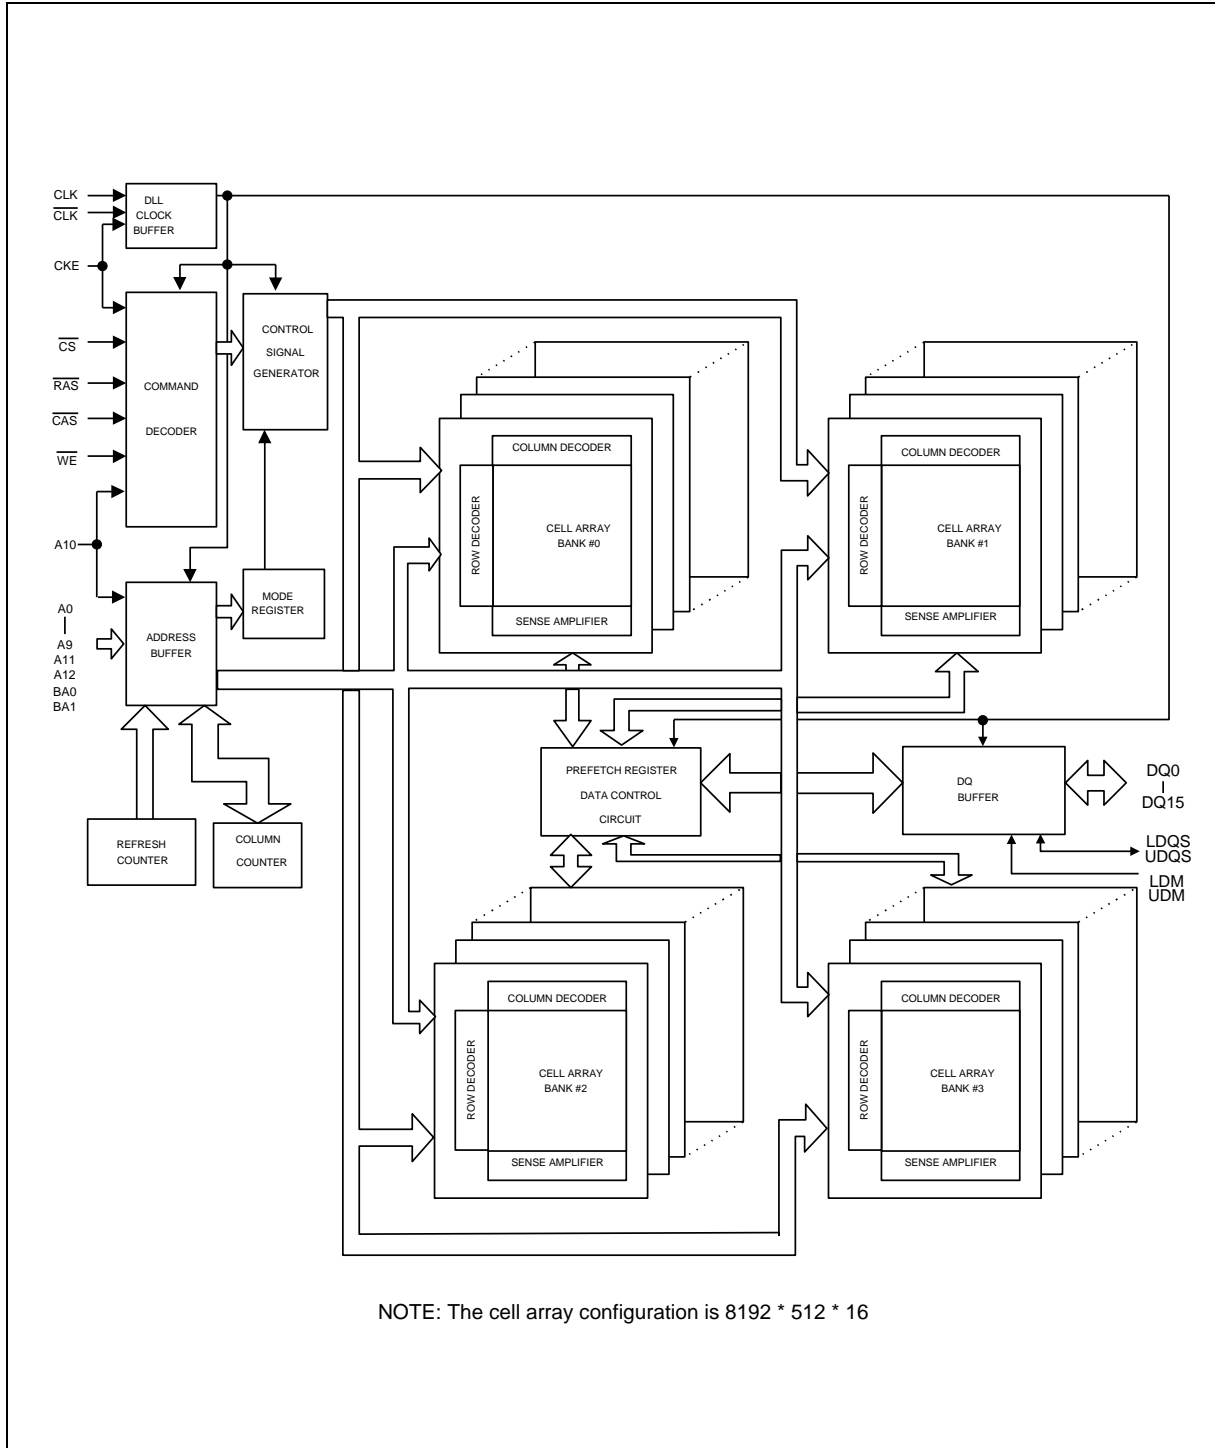 CLK
CLK
CKE
CS
RAS
CAS
WE
A10
A0
A9
A11
A12
BA0
BA1
DLL
CLOCK
BUFFER
COMMAND
DECODER
CONTROL
SIGNAL
GENERATOR
MODE
REGISTER
ADDRESS
BUFFER
REFRESH
COUNTER
COLUMN
COUNTER
COLUMN DECODER
ROW DECODER
CELL ARRAY
BANK #0
SENSE AMPLIFIER
COLUMN DECODER
ROW DECODER
CELL ARRAY
BANK #1
SENSE AMPLIFIER
PREFETCH REGISTER
DATA CONTROL
CIRCUIT
DQ
BUFFER
DQ0
DQ15
LDQS
UDQS
LDM
UDM
COLUMN DECODER
ROW DECODER
CELL ARRAY
BANK #2
SENSE AMPLIFIER
COLUMN DECODER
ROW DECODER
CELL ARRAY
BANK #3
SENSE AMPLIFIER
NOTE: The cell array configuration is 8192 * 512 * 16